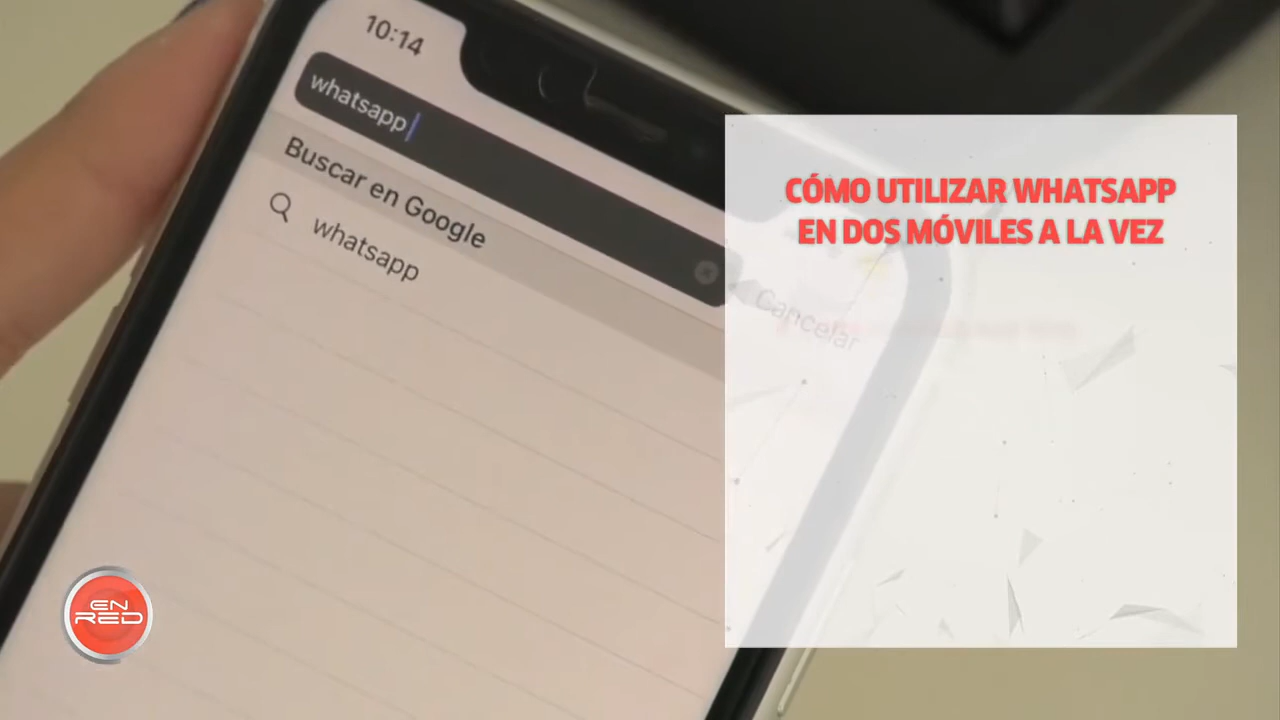 10:14
whatsapp
Buscar en Google
whatsapp
Cancelar
CÓMO UTILIZAR WHATSAPP
EN DOS MÓVILES A LA VEZ
EN
RED